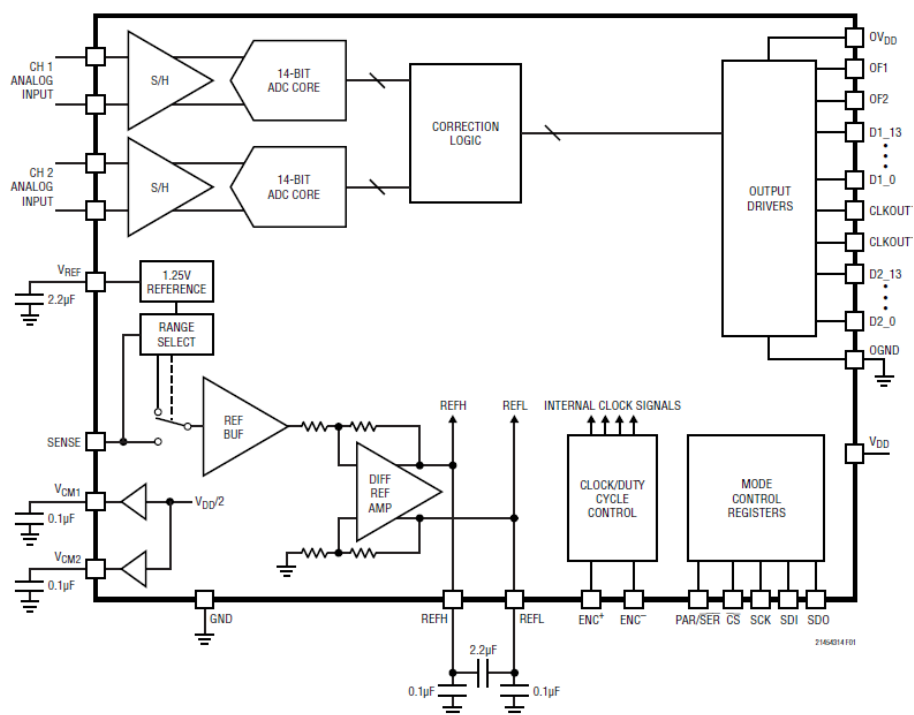 CH 1
ANALOG
INPUT
S/H
14-BIT
ADC CORE
CH 2
ANALOG
INPUT
S/H
14-BIT
ADC CORE
CORRECTION
LOGIC
OUTPUT
DRIVERS
OVDD
OF1
OF2
D1_13
D1_0
CLKOUT
CLKOUT
D2_13
D2_0
OGND
VDD
VREF
2.2µF
1.25V
REFERENCE
RANGE
SELECT
SENSE
REF
BUF
VCM1
0.1µF
VDD/2
VCM2
0.1µF
DIFF
REF
AMP
REFH
REFL
INTERNAL CLOCK SIGNALS
CLOCK/DUTY
CYCLE
CONTROL
MODE
CONTROL
REGISTERS
GND
REFH
REFL
ENC+
ENC−
PAR/S̅E̅R̅
C̅S̅
SCK
SDI
SDO
2.2µF
0.1µF
0.1µF
21454314 F01